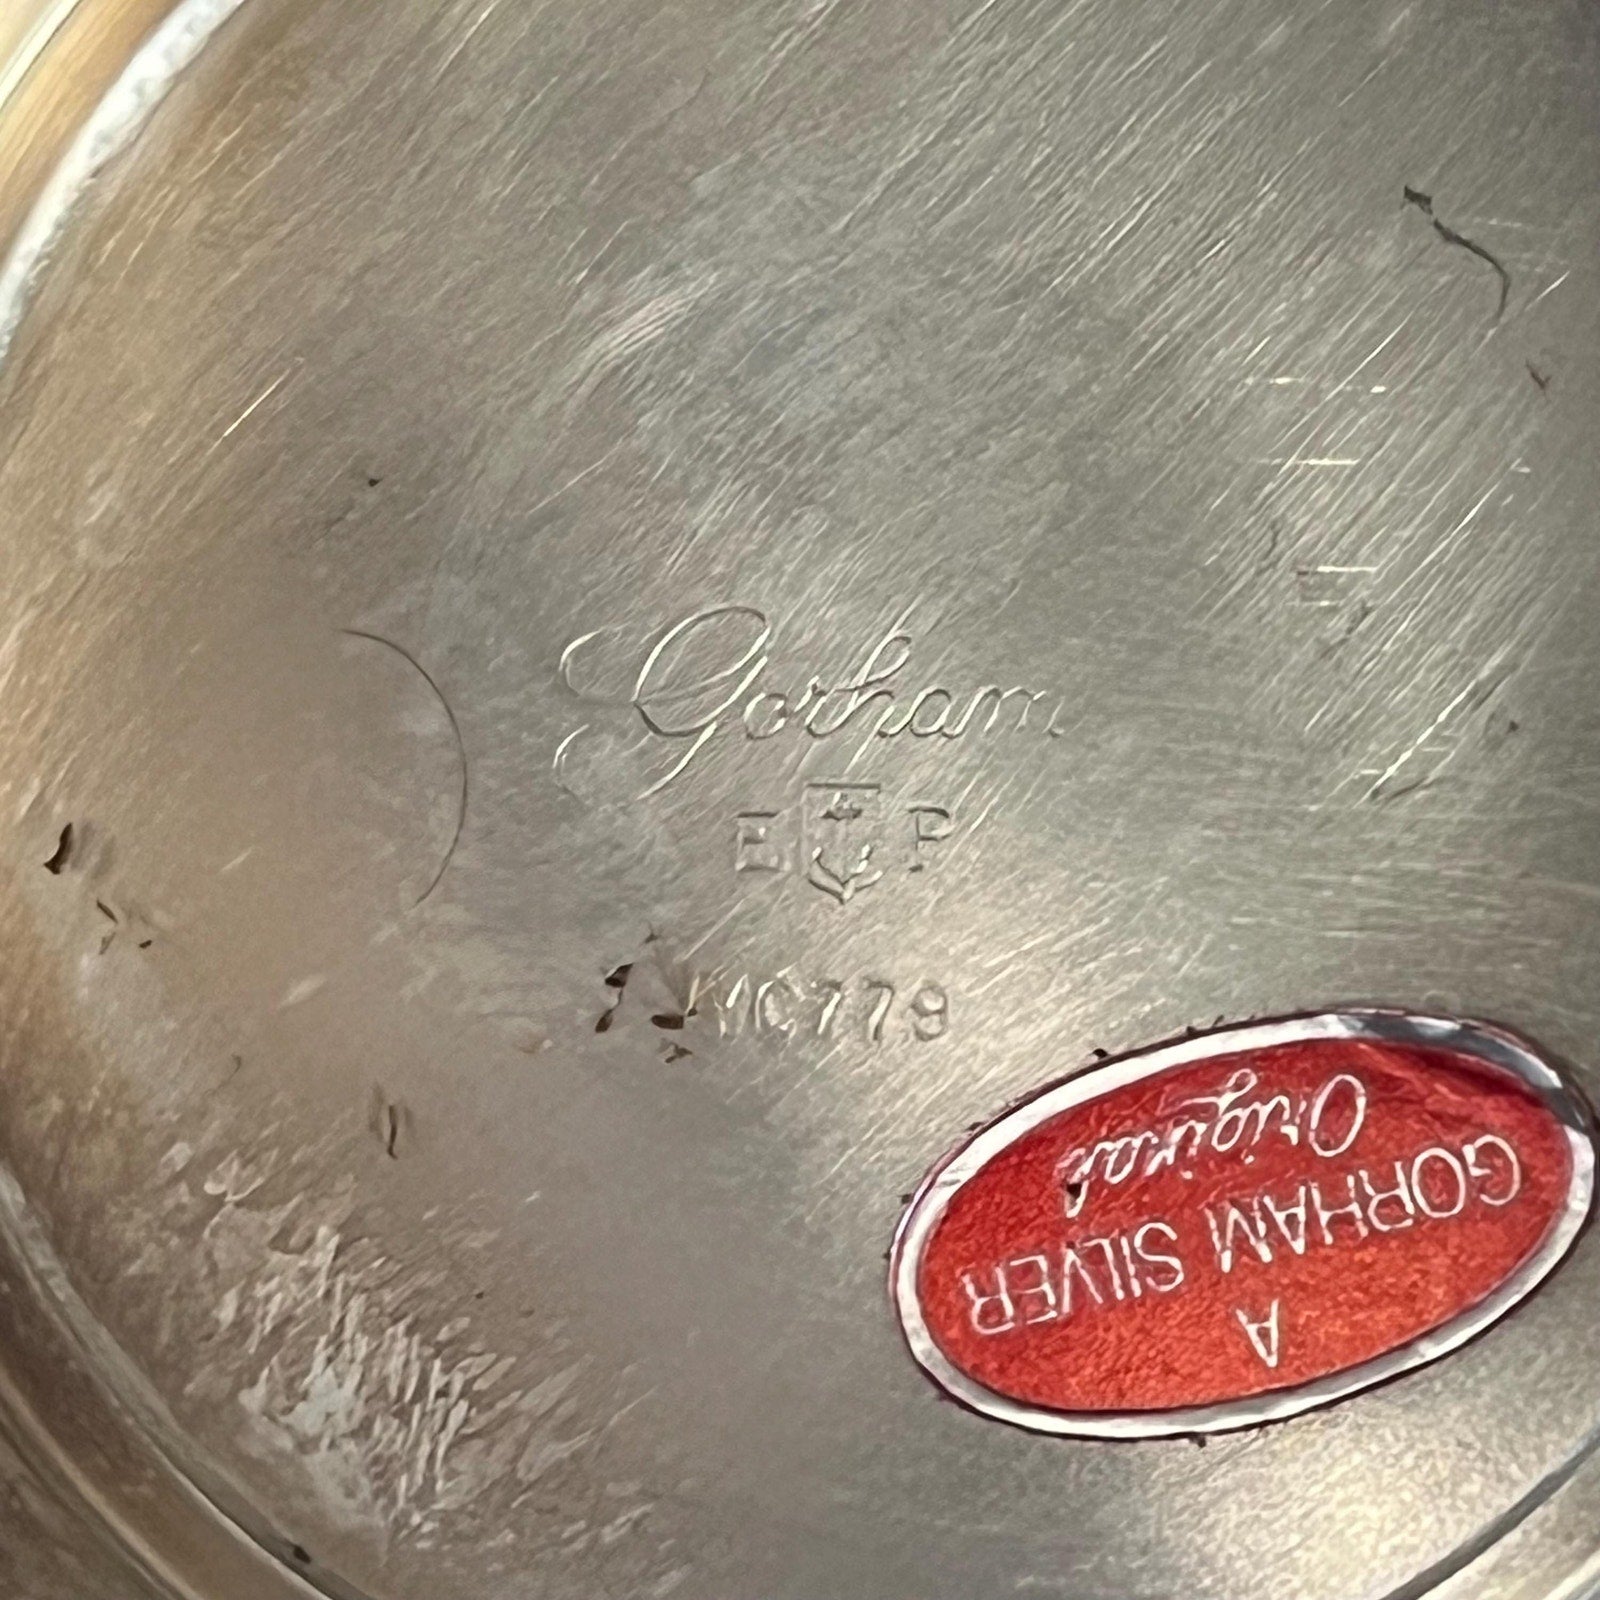 Gorham
E P
YC779
A
GORHAM SILVER
Original